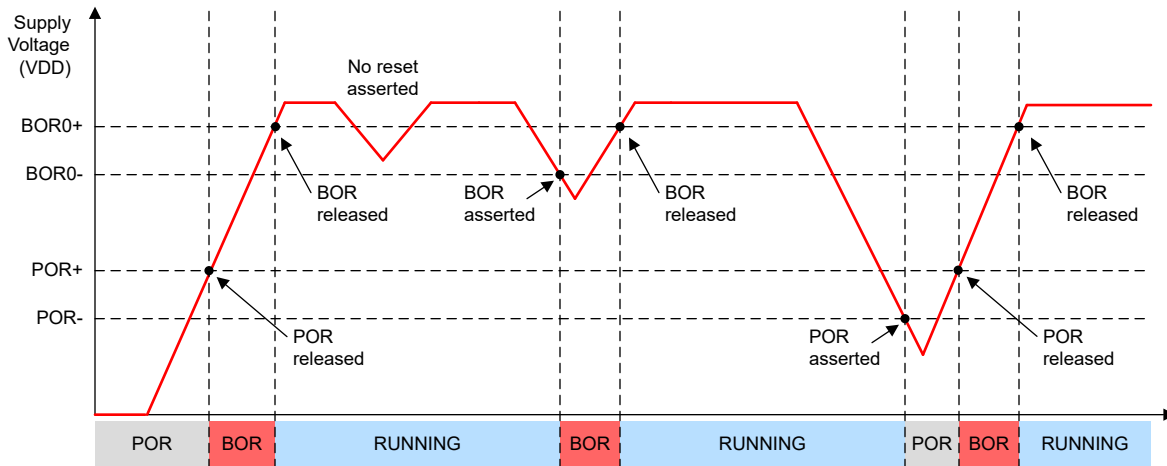 Supply
Voltage
(VDD)
No reset
asserted
BOR0+
BOR0-
BOR
released
BOR
asserted
BOR
released
BOR
released
POR+
POR-
POR
released
POR
asserted
POR
released
POR
BOR
RUNNING
BOR
RUNNING
POR
BOR
RUNNING